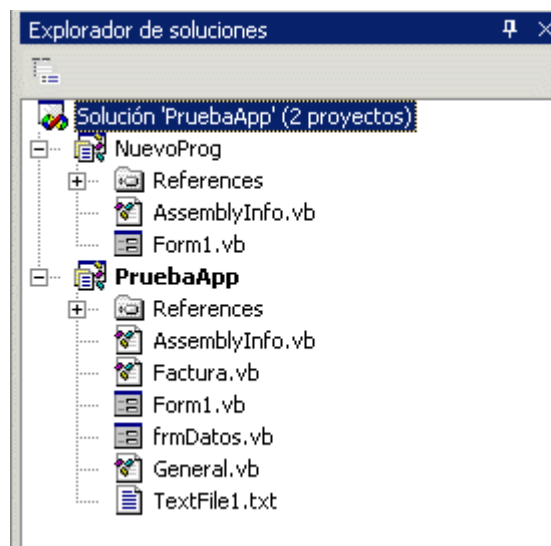 Explorador de soluciones
Solución 'PruebaApp' (2 proyectos)
NuevoProg
References
AssemblyInfo.vb
Form1.vb
PruebaApp
References
AssemblyInfo.vb
Factura.vb
Form1.vb
frmDatos.vb
General.vb
TextFile1.txt